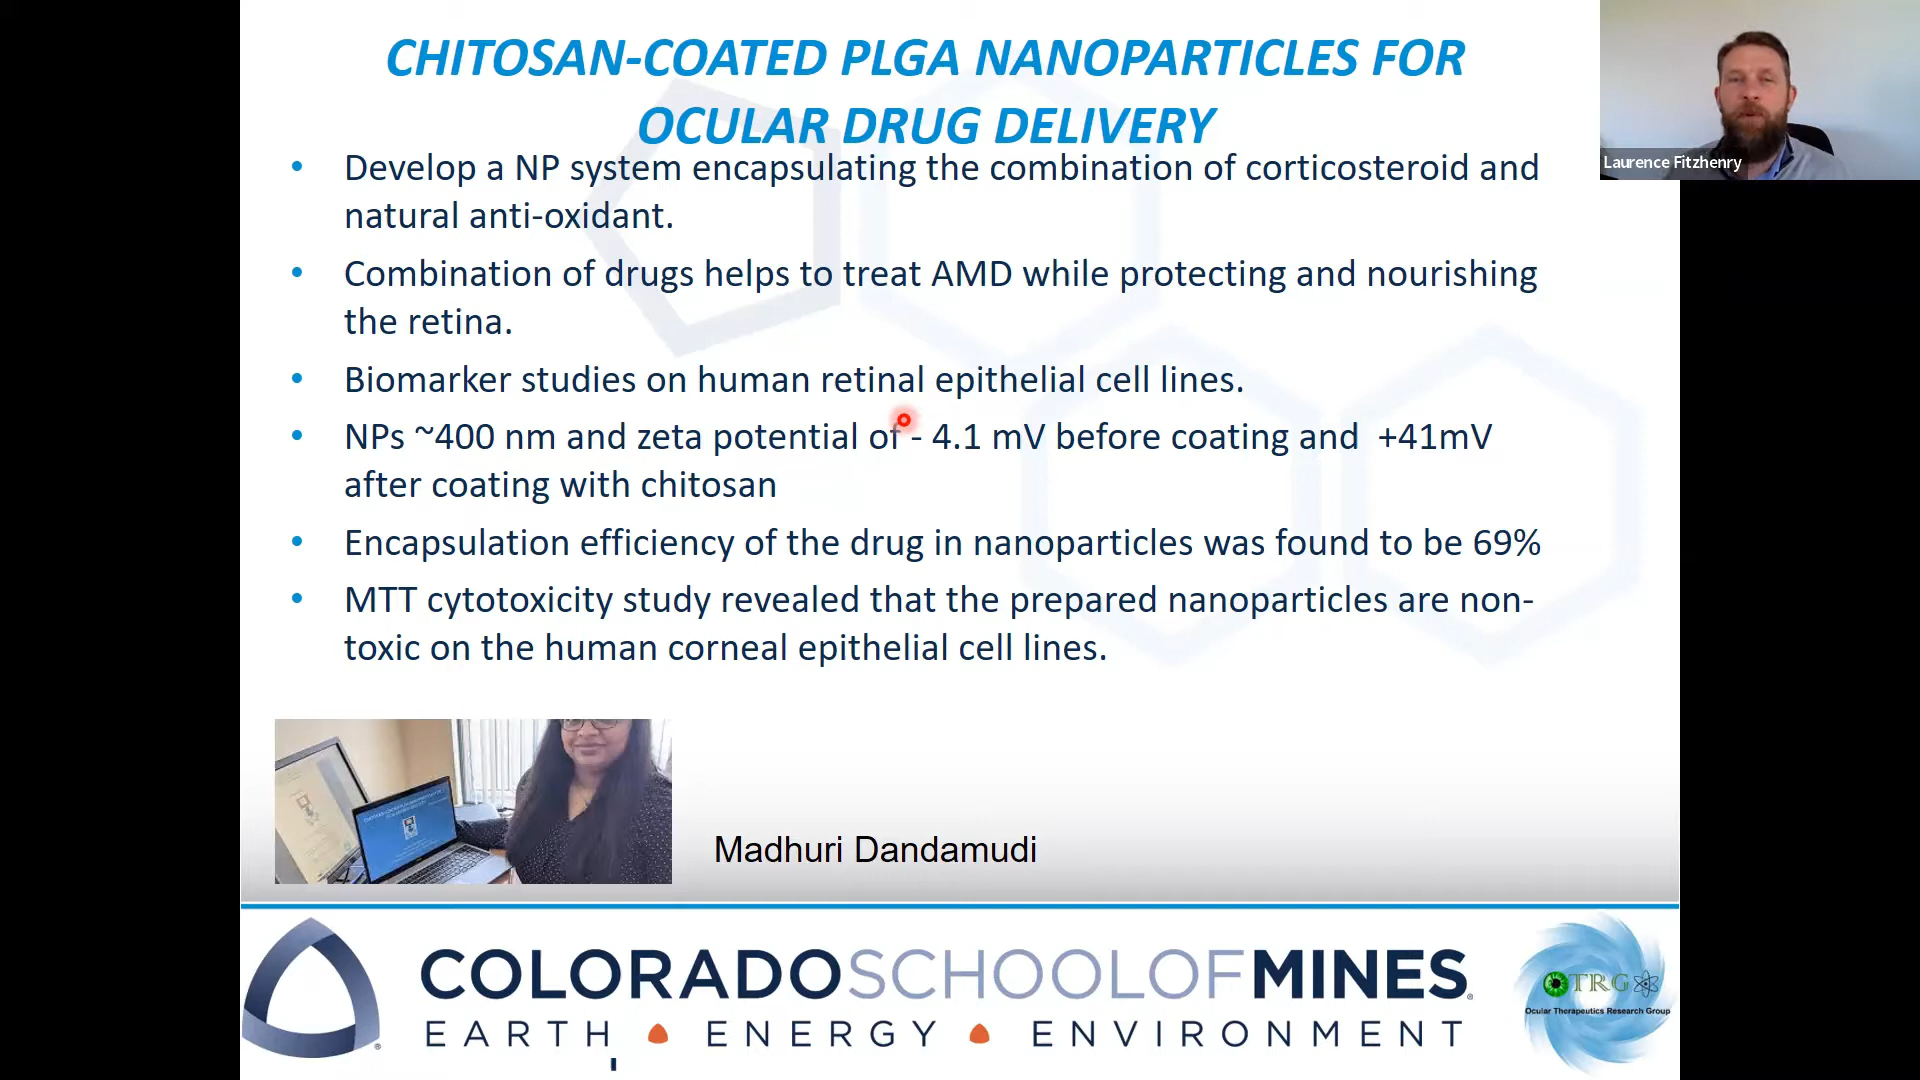 CHITOSAN-COATED PLGA NANOPARTICLES FOR
OCULAR DRUG DELIVERY
• Develop a NP system encapsulating the combination of corticosteroid and
natural anti-oxidant.
• Combination of drugs helps to treat AMD while protecting and nourishing
the retina.
• Biomarker studies on human retinal epithelial cell lines.
• NPs ~400 nm and zeta potential of - 4.1 mV before coating and +41mV
after coating with chitosan
• Encapsulation efficiency of the drug in nanoparticles was found to be 69%
• MTT cytotoxicity study revealed that the prepared nanoparticles are non-
toxic on the human corneal epithelial cell lines.
Laurence Fitzhenry
Madhuri Dandamudi
COLORADOSCHOOLOFMINES®
EARTH ENERGY ENVIRONMENT
®
OTRG
Ocular Therapeutics Research Group